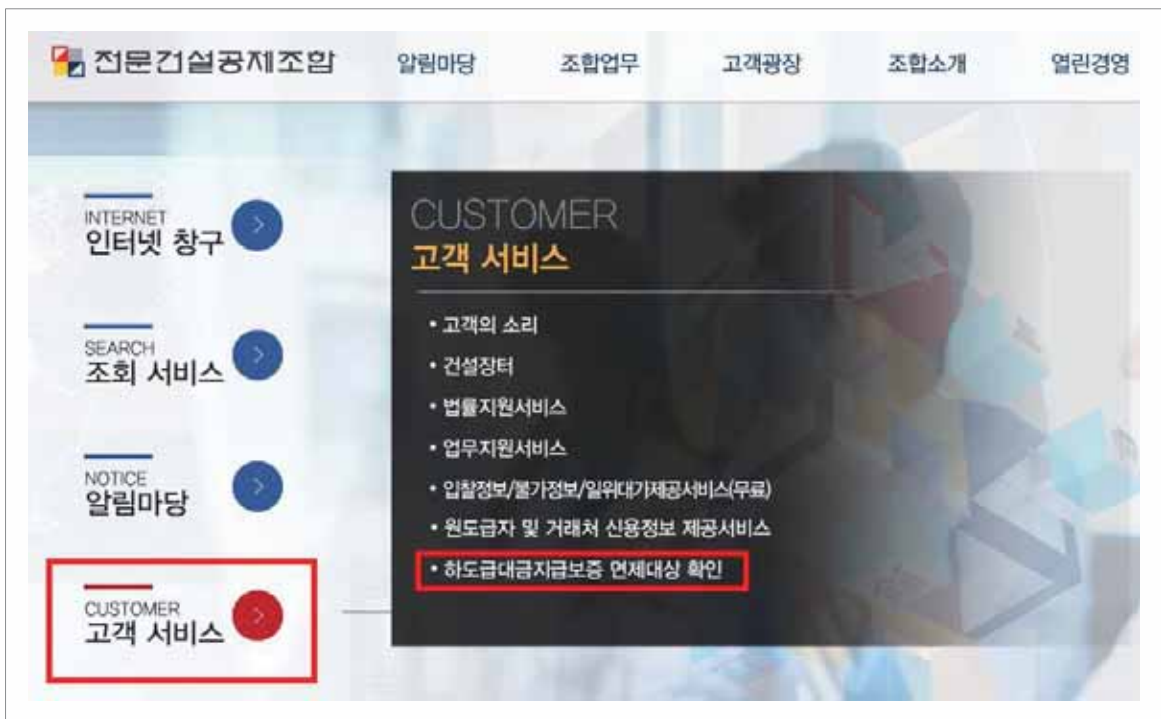 전문건설공제조합
알림마당 조합업무 고객광장 조합소개 열린경영
INTERNET
인터넷 창구
SEARCH
조회 서비스
NOTICE
알림마당
CUSTOMER
고객 서비스
CUSTOMER
고객 서비스
• 고객의 소리
• 건설장터
• 법률지원서비스
• 업무지원서비스
• 입찰정보/물가정보/일위대가제공서비스(무료)
• 원도급자 및 거래처 신용정보 제공서비스
• 하도급대금지급보증 면제대상 확인